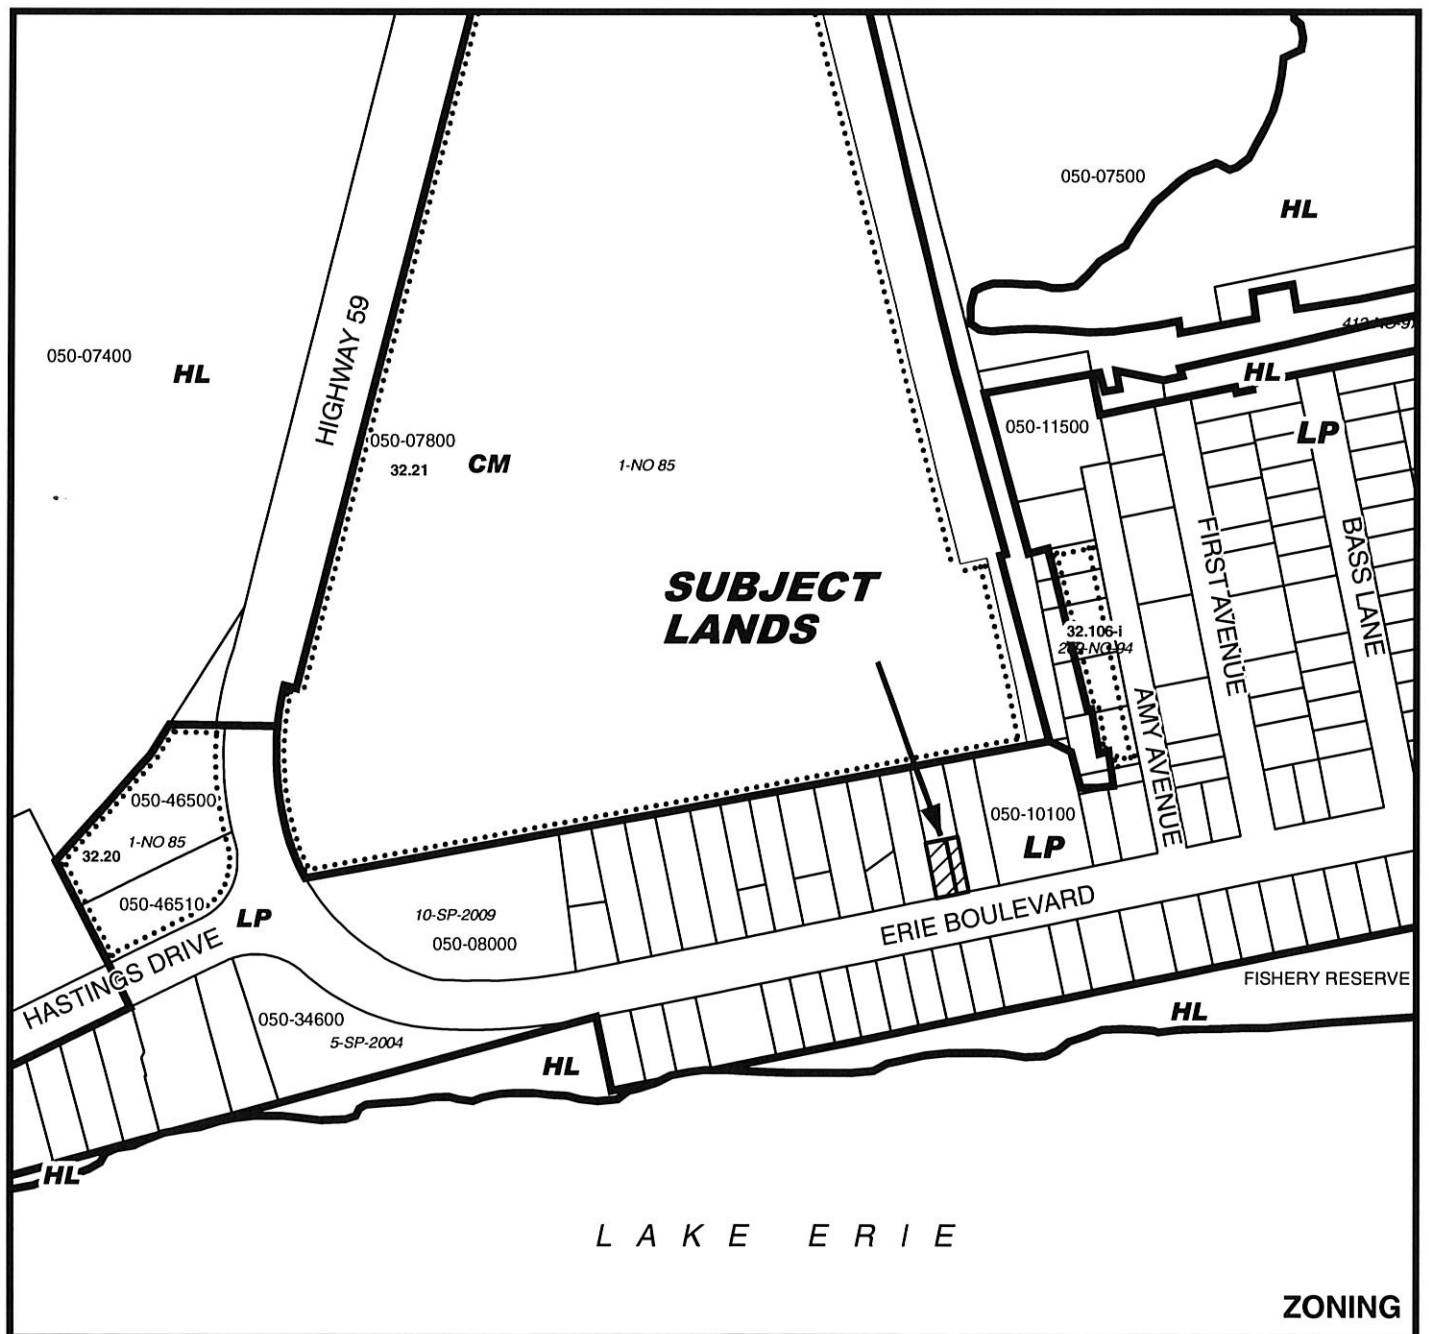 050-07500
HL
HIGHWAY 59
050-07400
HL
HL
050-07800
32.21
CM
1-NO 85
050-11500
LP
FIRST AVENUE
BASS LANE
SUBJECT
LANDS
32.106-i
AMY AVENUE
050-46500
1-NO 85
32.20
050-46510
LP
HASTINGS DRIVE
10-SP-2009
050-08000
050-10100
LP
ERIE BOULEVARD
FISHERY RESERVE
HL
050-34600
5-SP-2004
HL
HL
LAKE ERIE
ZONING